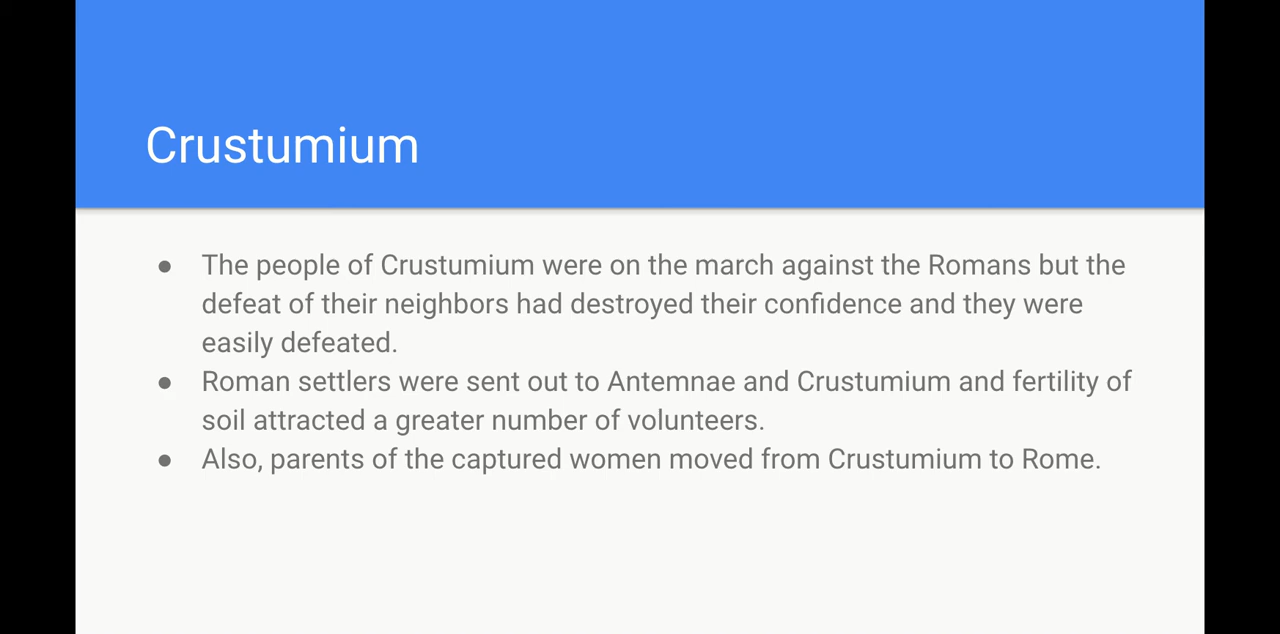 Crustumium
● The people of Crustumium were on the march against the Romans but the
defeat of their neighbors had destroyed their confidence and they were
easily defeated.
● Roman settlers were sent out to Antemnae and Crustumium and fertility of
soil attracted a greater number of volunteers.
● Also, parents of the captured women moved from Crustumium to Rome.